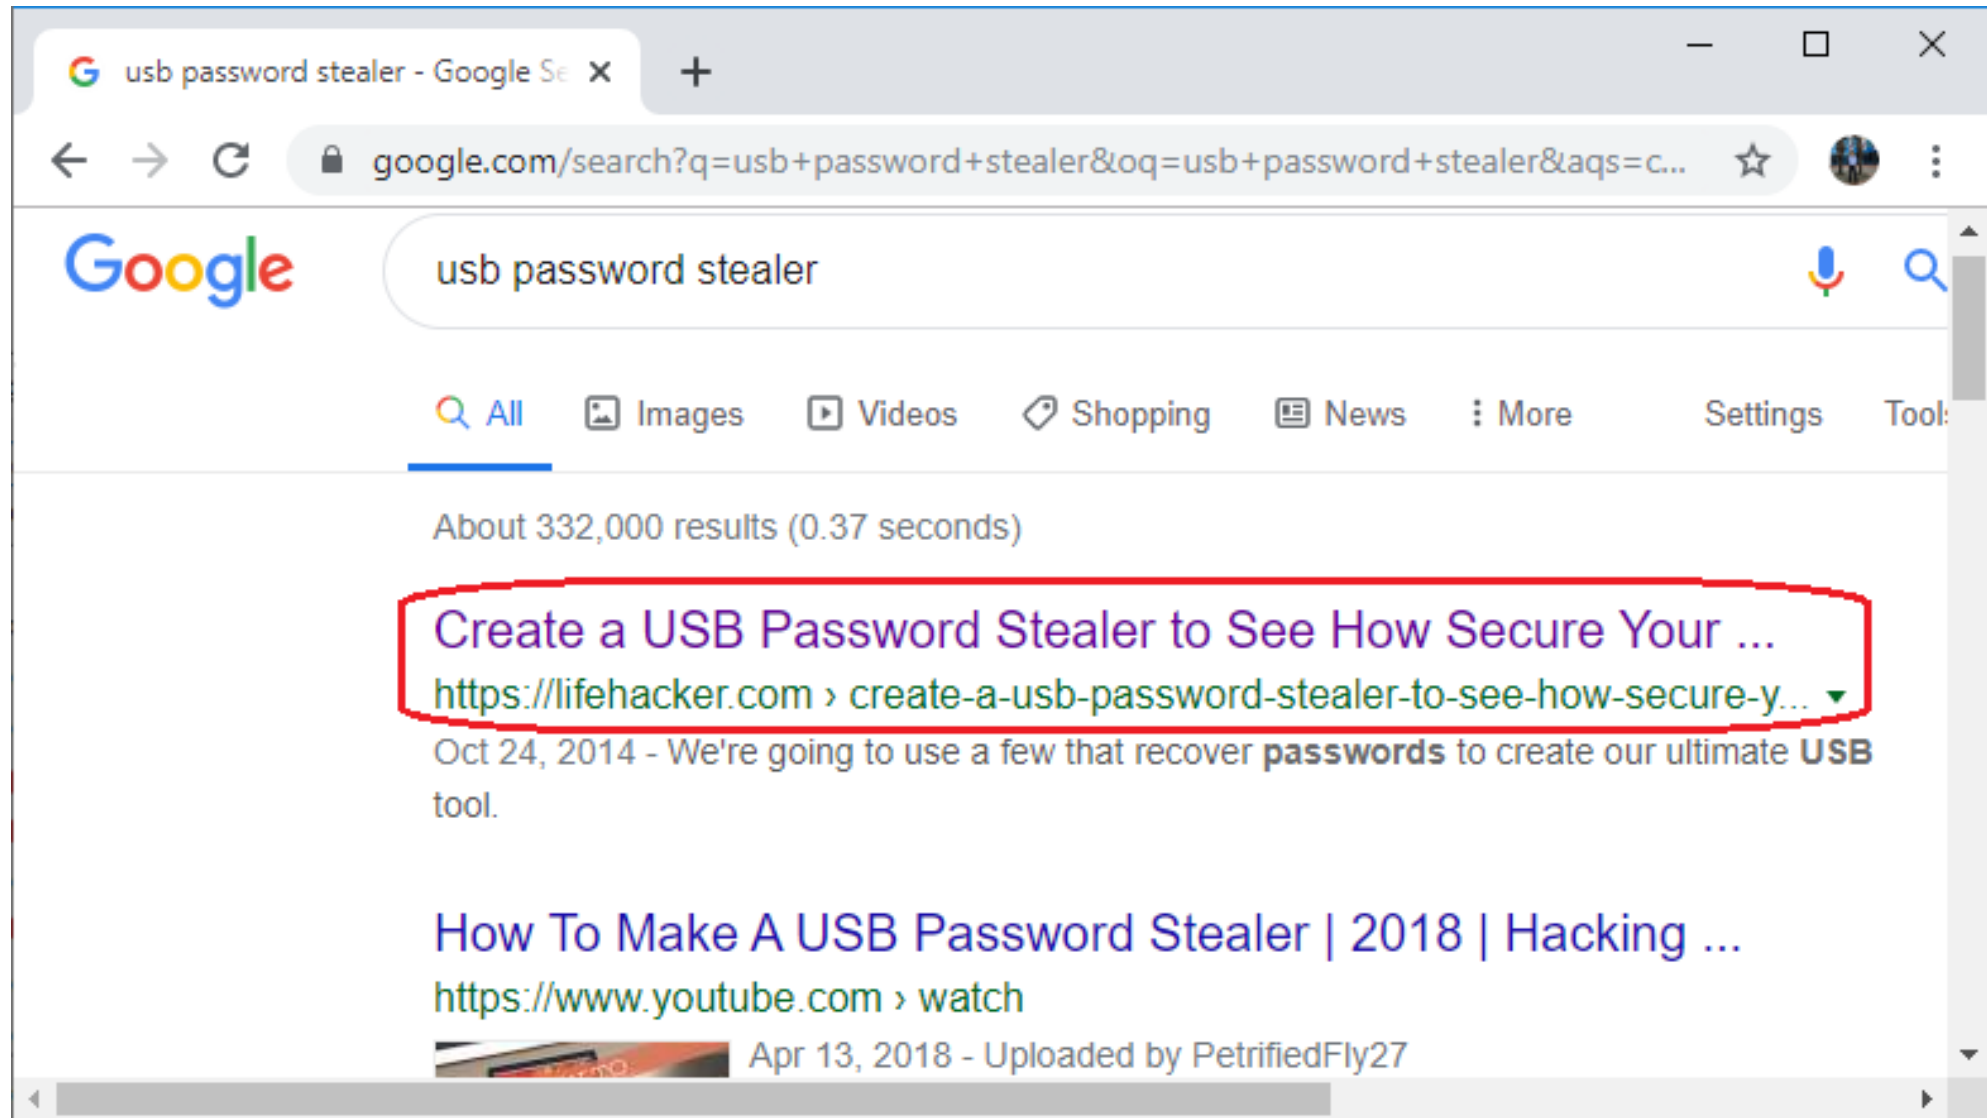 usb password stealer - Google Se
google.com/search?q=usb+password+stealer&oq=usb+password+stealer&aqs=c...
Google
usb password stealer
All Images Videos Shopping News More Settings Tools
About 332,000 results (0.37 seconds)
Create a USB Password Stealer to See How Secure Your ...
https://lifehacker.com › create-a-usb-password-stealer-to-see-how-secure-y...
Oct 24, 2014 - We're going to use a few that recover passwords to create our ultimate USB
tool.
How To Make A USB Password Stealer | 2018 | Hacking ...
https://www.youtube.com › watch
Apr 13, 2018 - Uploaded by PetrifiedFly27